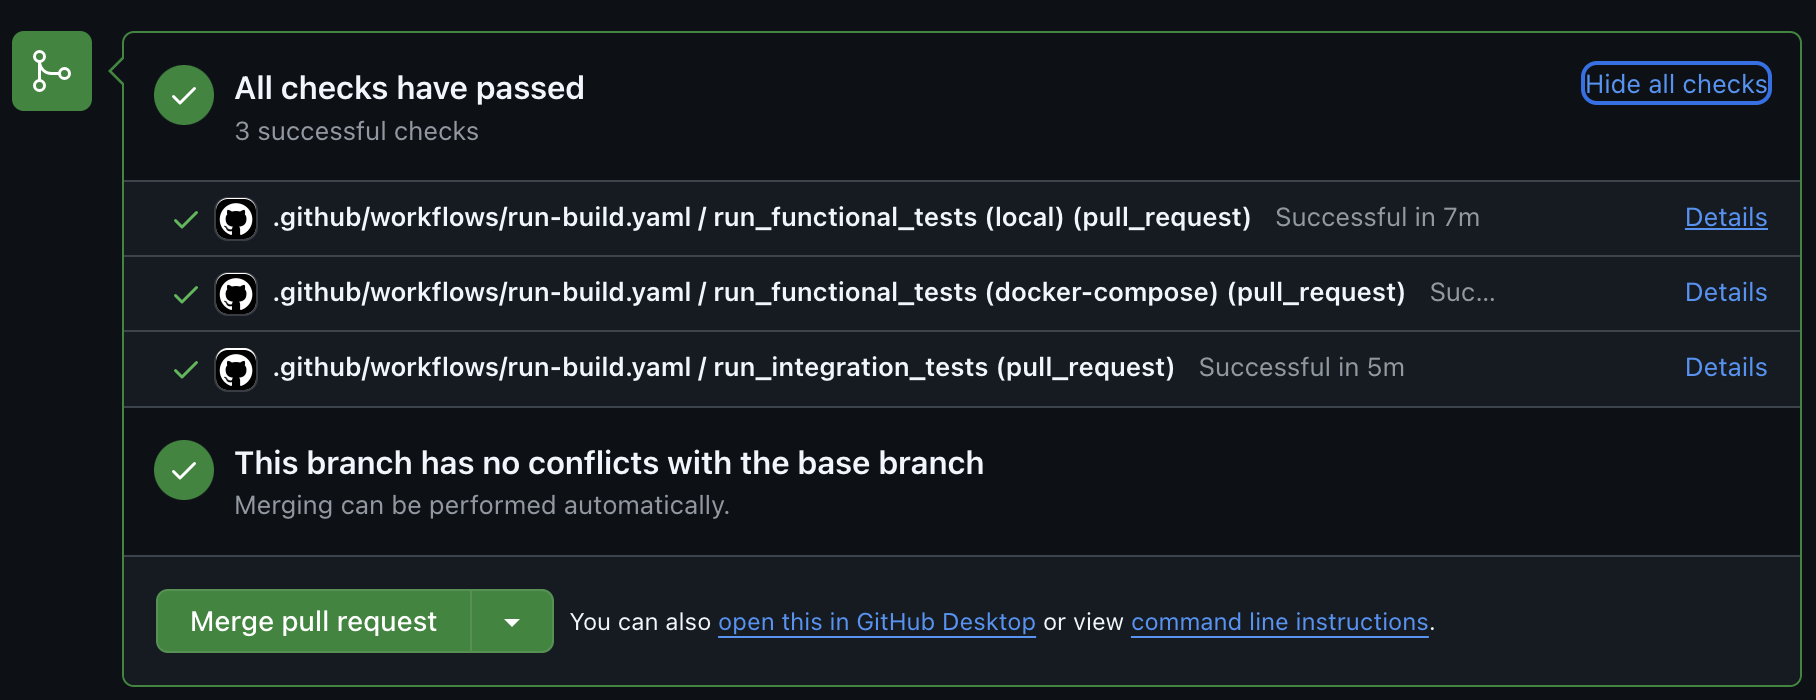 All checks have passed
Hide all checks
3 successful checks
.github/workflows/run-build.yaml / run_functional_tests (local) (pull_request) Successful in 7m Details
.github/workflows/run-build.yaml / run_functional_tests (docker-compose) (pull_request) Suc... Details
.github/workflows/run-build.yaml / run_integration_tests (pull_request) Successful in 5m Details
This branch has no conflicts with the base branch
Merging can be performed automatically.
Merge pull request You can also open this in GitHub Desktop or view command line instructions.